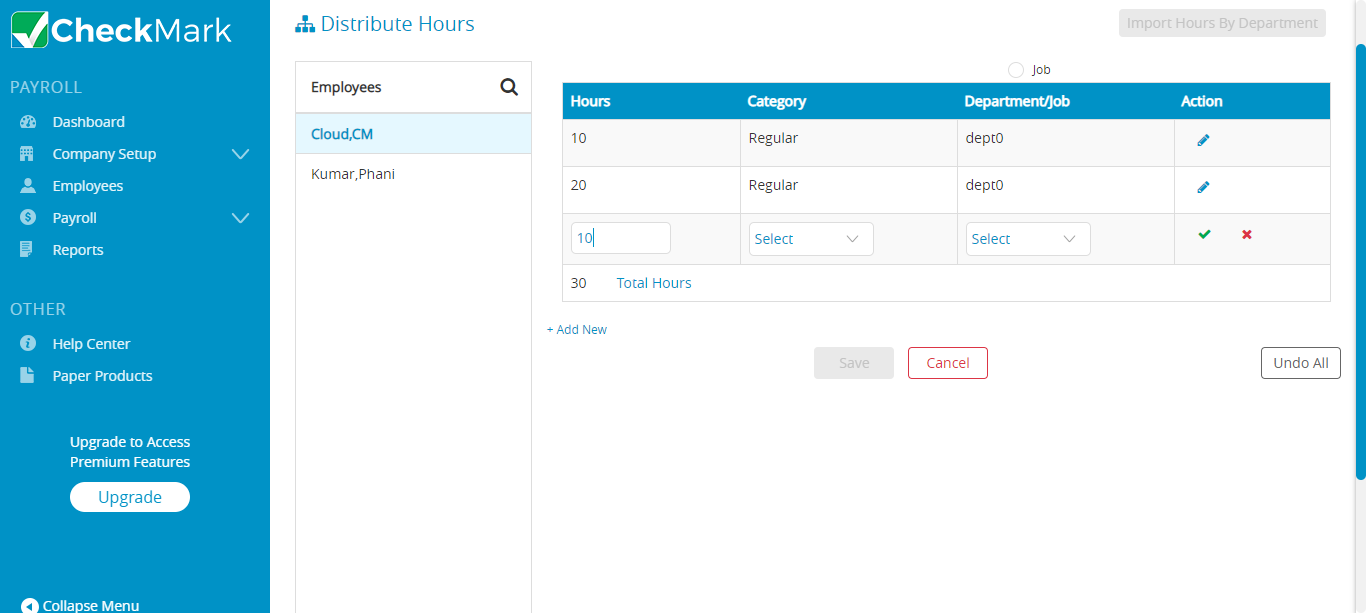 CheckMark
PAYROLL
Dashboard
Company Setup
Employees
Payroll
Reports
OTHER
Help Center
Paper Products
Upgrade to Access
Premium Features
Upgrade
Collapse Menu
Distribute Hours
Import Hours By Department
Employees
Cloud,CM
Kumar,Phani
Job
Hours Category Department/Job Action
10 Regular dept0
20 Regular dept0
10 Select Select
30 Total Hours
+ Add New
Save Cancel Undo All